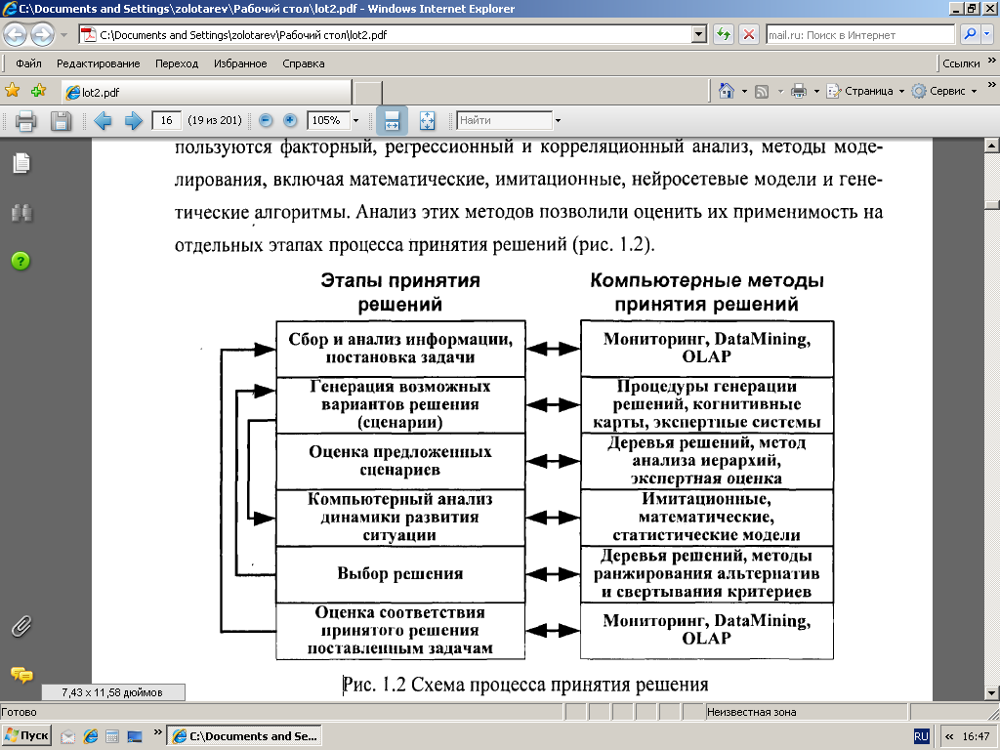 C:\Documents and Settings\zolotarev\Рабочий стол\lot2.pdf - Windows Internet Explorer
C:\Documents and Settings\zolotarev\Рабочий стол\lot2.pdf
mail.ru: Поиск в Интернет
Файл Редактирование Переход Избранное Справка
Ссылки »
lot2.pdf
Страница Сервис »
16 (19 из 201) 105% Найти
пользуются факторный, регрессионный и корреляционный анализ, методы моде-
лирования, включая математические, имитационные, нейросетевые модели и гене-
тические алгоритмы. Анализ этих методов позволили оценить их применимость на
отдельных этапах процесса принятия решений (рис. 1.2).
Этапы принятия
решений
Компьютерные методы
принятия решений
Сбор и анализ информации,
постановка задачи
Мониторинг, DataMining,
OLAP
Генерация возможных
вариантов решения
(сценарии)
Процедуры генерации
решений, когнитивные
карты, экспертные системы
Оценка предложенных
сценариев
Деревья решений, метод
анализа иерархий,
экспертная оценка
Компьютерный анализ
динамики развития
ситуации
Имитационные,
математические,
статистические модели
Выбор решения
Деревья решений, методы
ранжирования альтернатив
и свертывания критериев
Оценка соответствия
принятого решения
поставленным задачам
Мониторинг, DataMining,
OLAP
Рис. 1.2 Схема процесса принятия решения
7,43 x 11,58 дюймов
Готово
Неизвестная зона
Пуск
»
C:\Documents and Se...
RU
«
16:47